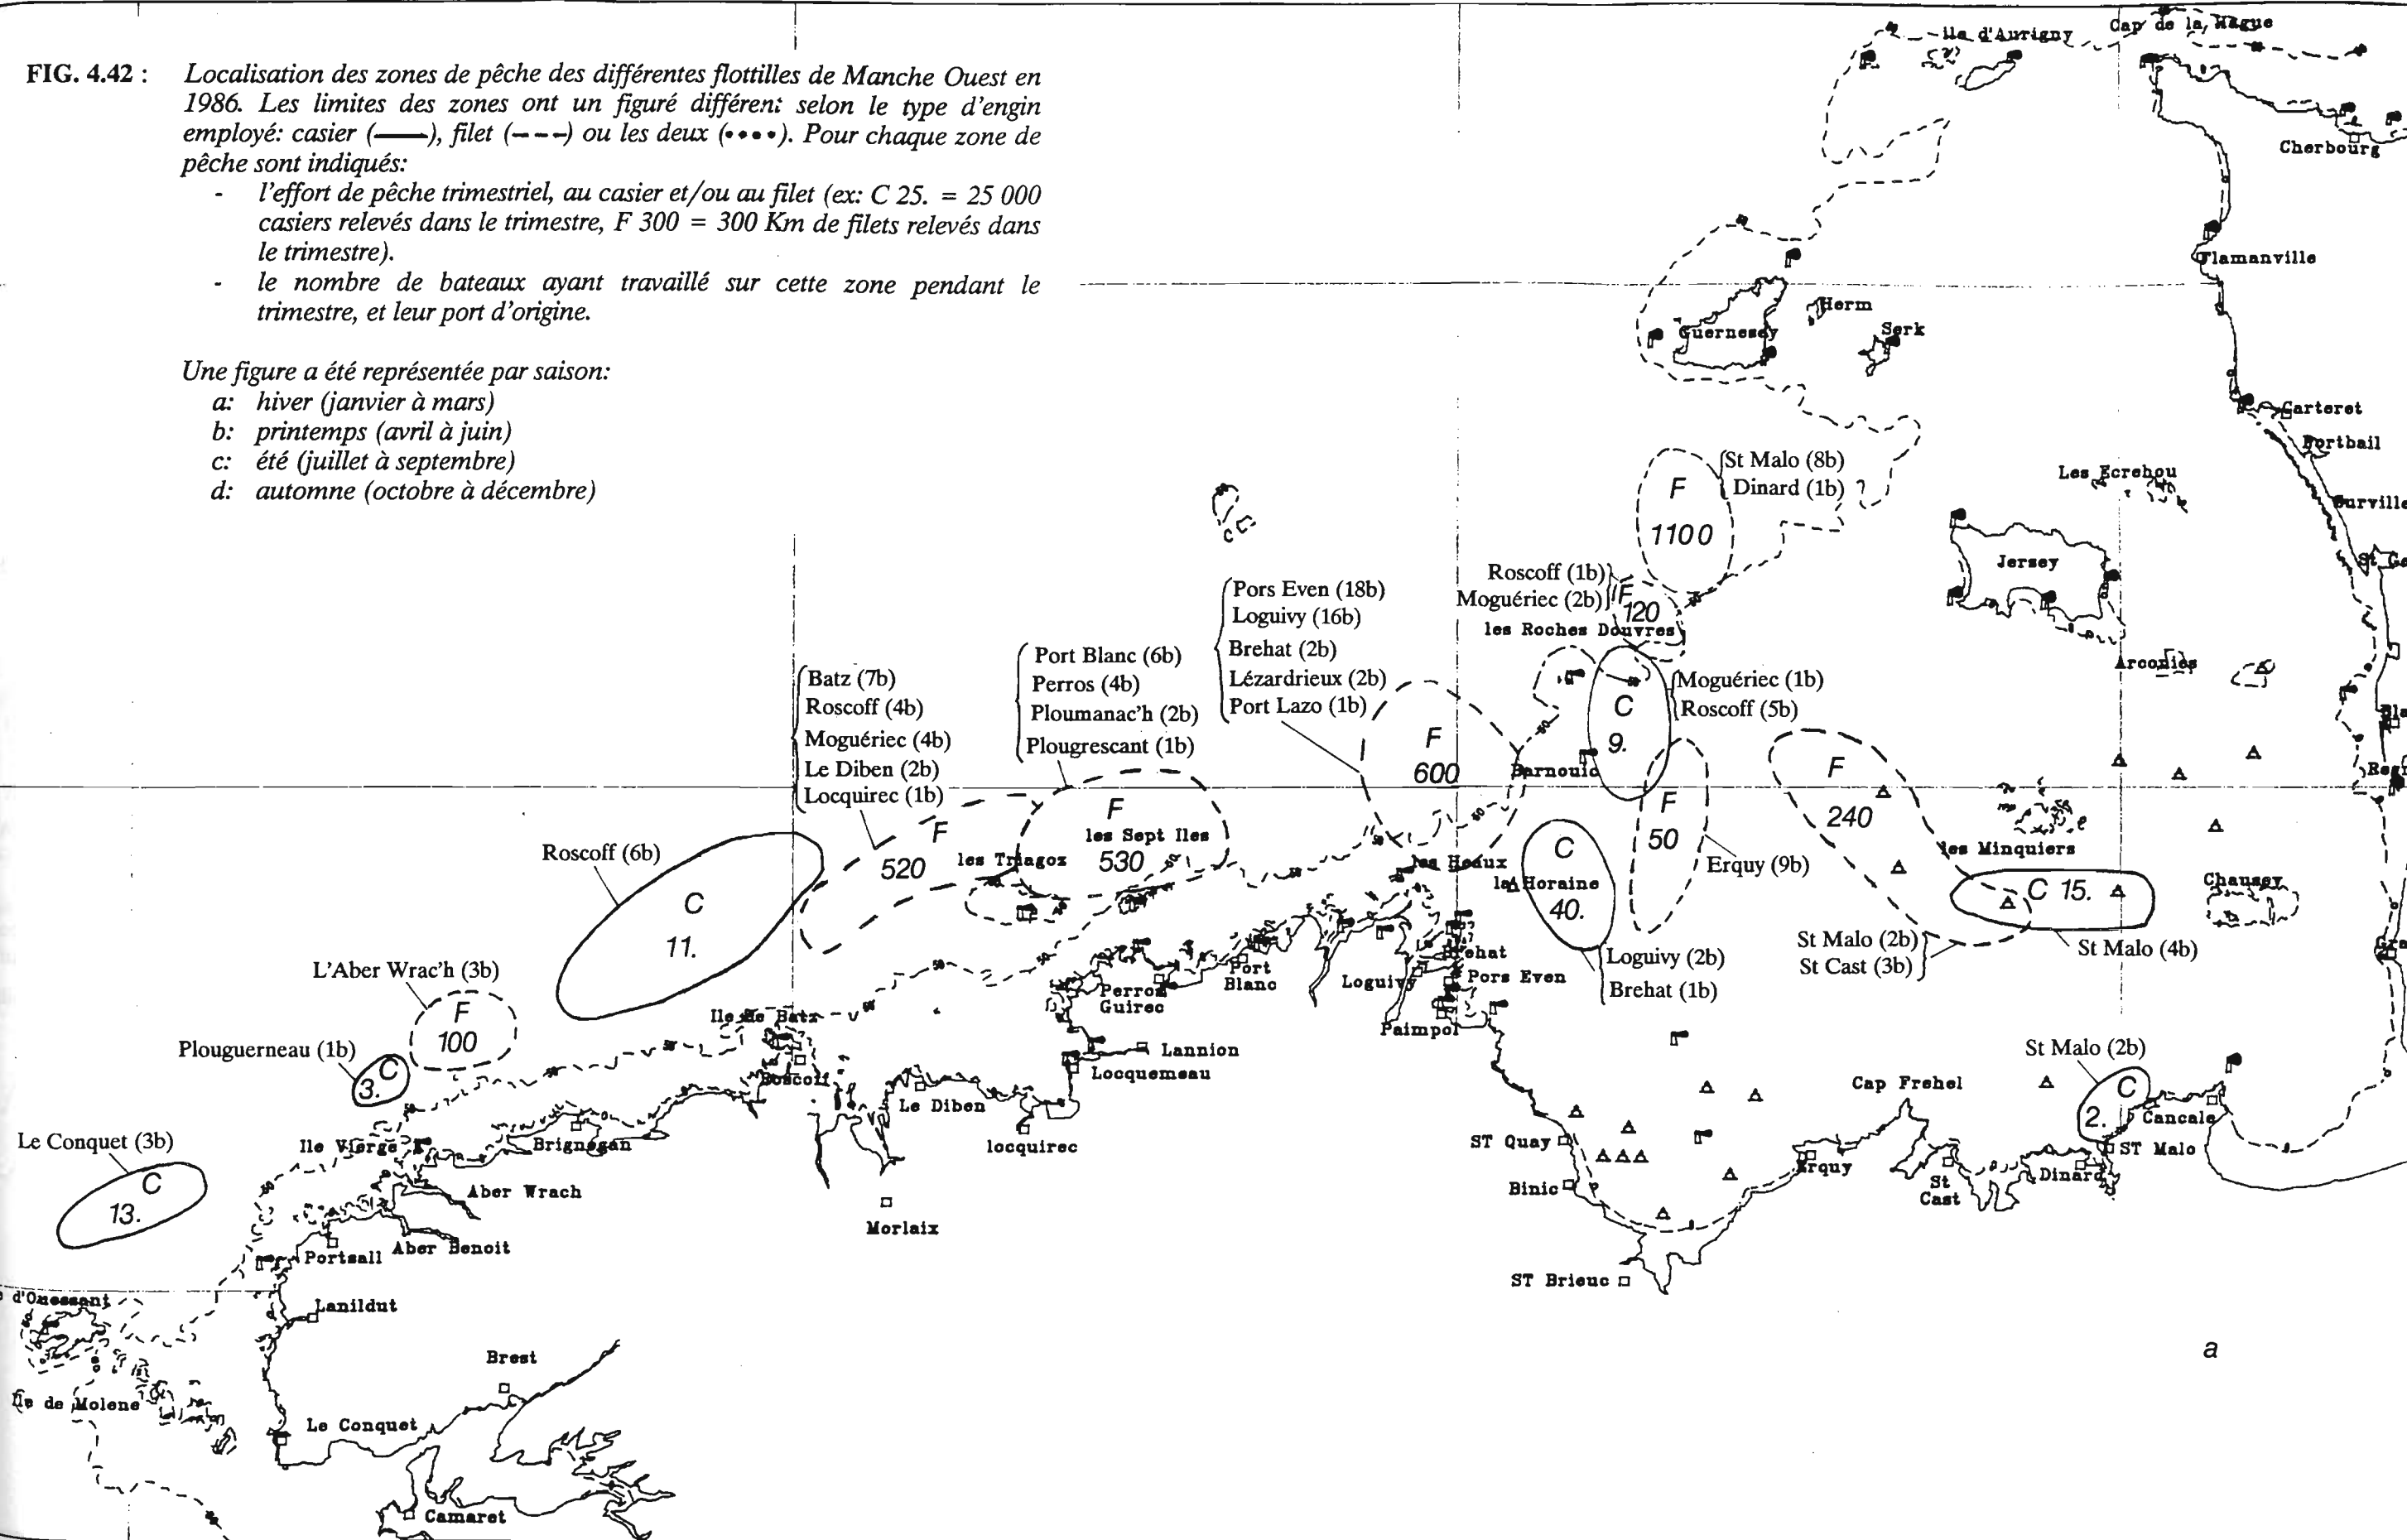 FIG. 4.42 : Localisation des zones de pêche des différentes flottilles de Manche Ouest en
1986. Les limites des zones ont un figuré différent selon le type d'engin
employé: casier (——), filet (---) ou les deux (••••). Pour chaque zone de
pêche sont indiqués:
- l'effort de pêche trimestriel, au casier et/ou au filet (ex: C 25. = 25 000
casiers relevés dans le trimestre, F 300 = 300 Km de filets relevés dans
le trimestre).
- le nombre de bateaux ayant travaillé sur cette zone pendant le
trimestre, et leur port d'origine.
Une figure a été représentée par saison:
a: hiver (janvier à mars)
b: printemps (avril à juin)
c: été (juillet à septembre)
d: automne (octobre à décembre)
Cap de la Hague
ile d'Aurigny
Cherbourg
Flamanville
Herm
Guernesey
Serk
Carteret
Portbail
Les Ecrehou
Surville
St Malo (8b)
Dinard (1b)
F
1100
Jersey
Roscoff (1b)
Moguériec (2b)
F
120
les Roches Douvres
Pors Even (18b)
Loguivy (16b)
Brehat (2b)
Lézardrieux (2b)
Port Lazo (1b)
F
600
Port Blanc (6b)
Perros (4b)
Ploumanac'h (2b)
Plougrescant (1b)
F
les Sept Iles
530
Batz (7b)
Roscoff (4b)
Moguériec (4b)
Le Diben (2b)
Locquirec (1b)
F
520
les Triagoz
Moguériec (1b)
Roscoff (5b)
C
9.
Barnouic
Arconies
F
50
Erquy (9b)
F
240
les Minquiers
C 15.
Chausey
St Malo (2b)
St Cast (3b)
St Malo (4b)
Roscoff (6b)
C
11.
les Heaux
la Horaine
C
40.
Loguivy (2b)
Brehat (1b)
L'Aber Wrac'h (3b)
F
100
Plouguerneau (1b)
C
3.
Le Conquet (3b)
C
13.
Ile de Batz
Roscoff
Perros
Guirec
Port
Blanc
Loguivy
Brehat
Pors Even
Paimpol
Lannion
Locquemeau
Le Diben
locquirec
Morlaix
Ile Vierge
Brignogan
Aber Wrach
Aber Benoit
Portsall
Lanildut
d'Ouessant
Ile de Molene
Brest
Le Conquet
Camaret
ST Quay
Binic
ST Brieuc
Erquy
Cap Frehel
St
Cast
Dinard
St Malo (2b)
C
2.
Cancale
ST Malo
a